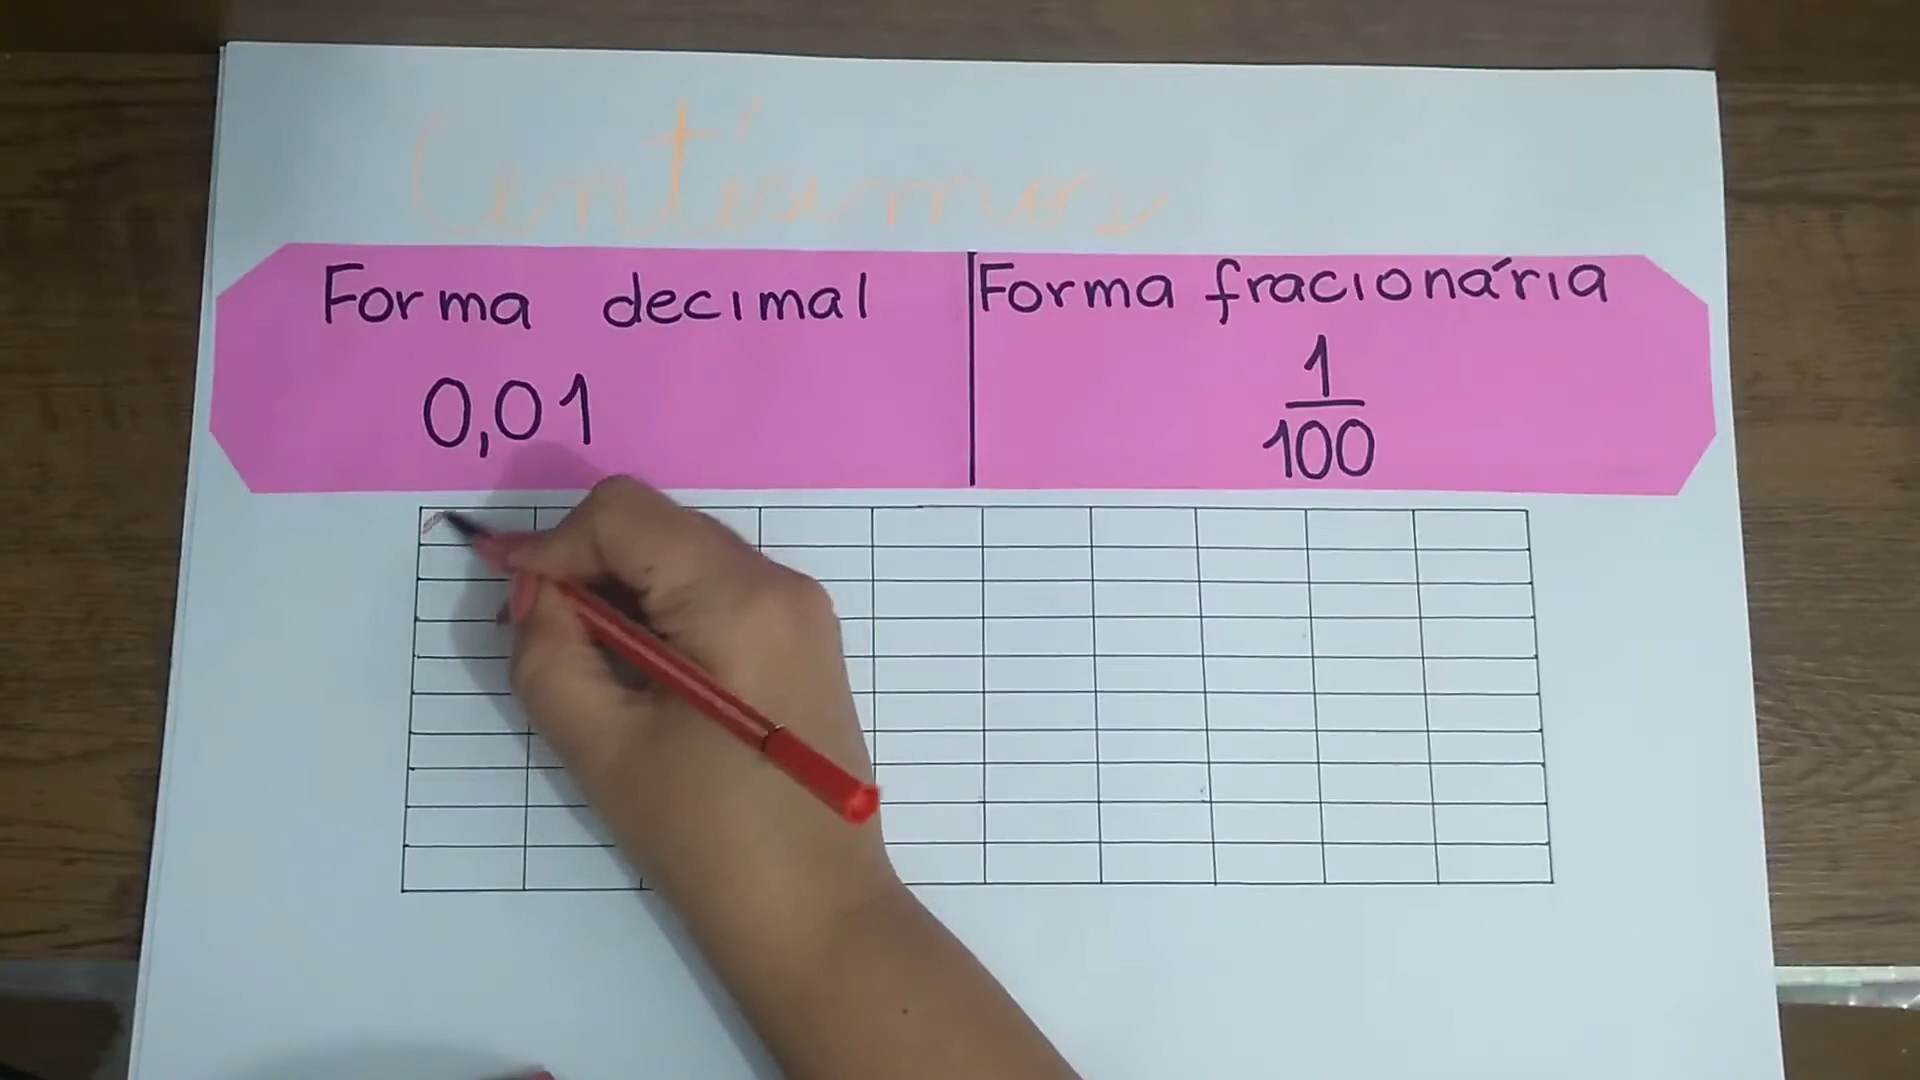 Centésimos
Forma decimal
0,01
Forma fracionária
1
100